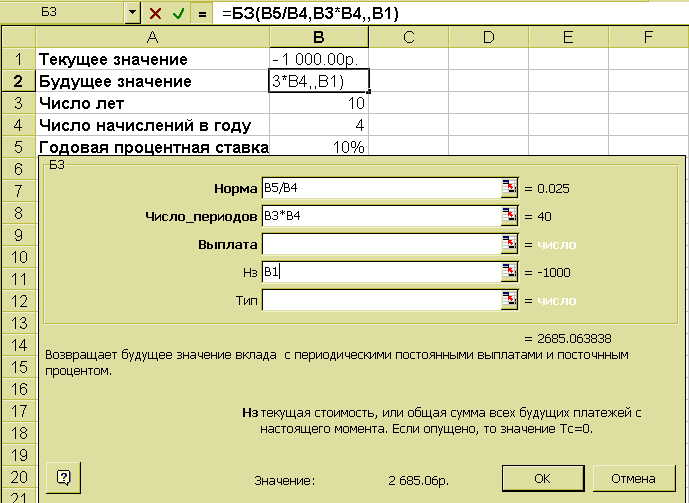 БЗ =БЗ(B5/B4,B3*B4,,B1)
A B C D E F
1 Текущее значение -1 000.00р.
2 Будущее значение 3*B4,,B1)
3 Число лет 10
4 Число начислений в году 4
5 Годовая процентная ставка 10%
6
БЗ
7 Норма B5/B4 = 0.025
8 Число_периодов B3*B4 = 40
9 Выплата = число
10 Нз B1 = -1000
11
12 Тип = число
13
14 = 2685.063838
15 Возвращает будущее значение вклада с периодическими постоянными выплатами и посточнным
процентом.
16
17 Нз текущая стоимость, или общая сумма всех будущих платежей с
18 настоящего момента. Если опущено, то значение Тс=0.
19
20 ? Значение: 2 685.06р. ОК Отмена
21